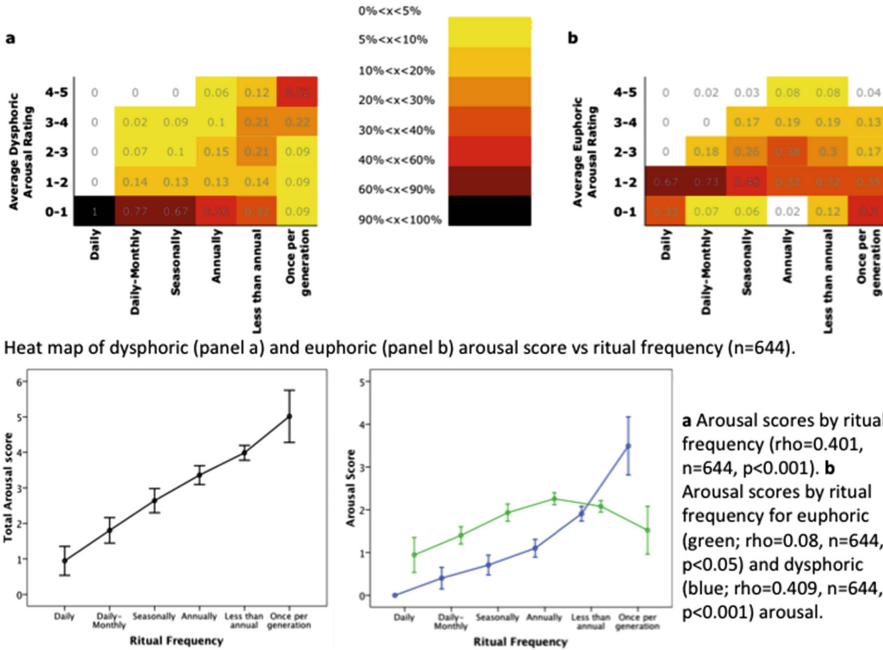 0%<x<5%
5%<x<10%
10%<x<20%
20%<x<30%
30%<x<40%
40%<x<60%
60%<x<90%
90%<x<100%
a
Average Dysphoric
Arousal Rating
4-5 0 0 0 0.06 0.12
3-4 0 0.02 0.09 0.1 0.21 0.22
2-3 0 0.07 0.1 0.15 0.21 0.09
1-2 0 0.14 0.13 0.13 0.14 0.09
0-1 1 0.77 0.67 0.09
Daily
Daily-Monthly
Seasonally
Annually
Less than annual
Once per
generation
b
Average Euphoric
Arousal Rating
4-5 0 0.02 0.03 0.08 0.08 0.04
3-4 0 0 0.17 0.19 0.19 0.13
2-3 0 0.18 0.26 0.3 0.17
1-2 0.67 0.73
0-1 0.07 0.06 0.02 0.12
Daily
Daily-Monthly
Seasonally
Annually
Less than annual
Once per
generation
Heat map of dysphoric (panel a) and euphoric (panel b) arousal score vs ritual frequency (n=644).
Total Arousal score
6
5
4
3
2
1
0
Daily
Daily-
Monthly
Seasonally
Annually
Less than
annual
Once per
generation
Ritual Frequency
Arousal Score
5
4
3
2
1
0
Daily
Daily-
Monthly
Seasonally
Annually
Less than
annual
Once per
generation
Ritual Frequency
a Arousal scores by ritual
frequency (rho=0.401,
n=644, p<0.001). b
Arousal scores by ritual
frequency for euphoric
(green; rho=0.08, n=644,
p<0.05) and dysphoric
(blue; rho=0.409, n=644,
p<0.001) arousal.